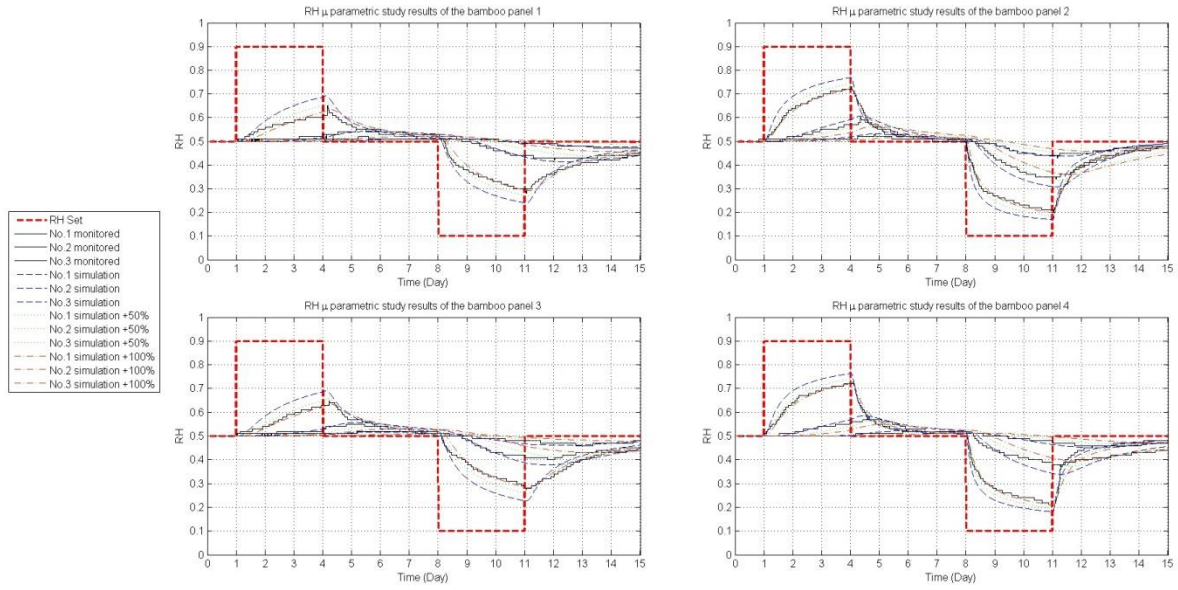 RH μ parametric study results of the bamboo panel 1
1
0.9
0.8
0.7
0.6
0.5
0.4
0.3
0.2
0.1
0
RH
0 1 2 3 4 5 6 7 8 9 10 11 12 13 14 15
Time (Day)
RH μ parametric study results of the bamboo panel 2
1
0.9
0.8
0.7
0.6
0.5
0.4
0.3
0.2
0.1
0
RH
0 1 2 3 4 5 6 7 8 9 10 11 12 13 14 15
Time (Day)
RH Set
No.1 monitored
No.2 monitored
No.3 monitored
No.1 simulation
No.2 simulation
No.3 simulation
No.1 simulation +50%
No.2 simulation +50%
No.3 simulation +50%
No.1 simulation +100%
No.2 simulation +100%
No.3 simulation +100%
RH μ parametric study results of the bamboo panel 3
1
0.9
0.8
0.7
0.6
0.5
0.4
0.3
0.2
0.1
0
RH
0 1 2 3 4 5 6 7 8 9 10 11 12 13 14 15
Time (Day)
RH μ parametric study results of the bamboo panel 4
1
0.9
0.8
0.7
0.6
0.5
0.4
0.3
0.2
0.1
0
RH
0 1 2 3 4 5 6 7 8 9 10 11 12 13 14 15
Time (Day)